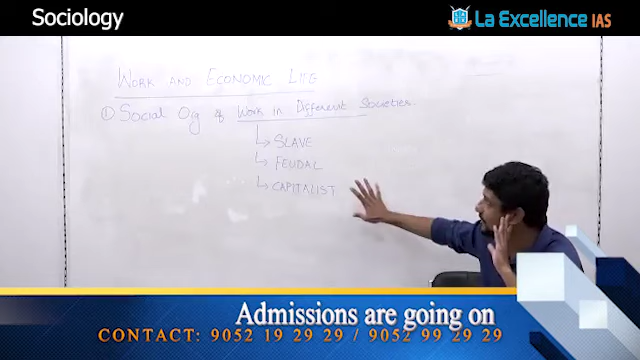 Sociology
La Excellence IAS
WORK AND ECONOMIC LIFE
① Social Org of Work in Different Societies.
↳ SLAVE
↳ FEUDAL
↳ CAPITALIST
Admissions are going on
CONTACT: 9052 19 29 29 / 9052 99 29 29